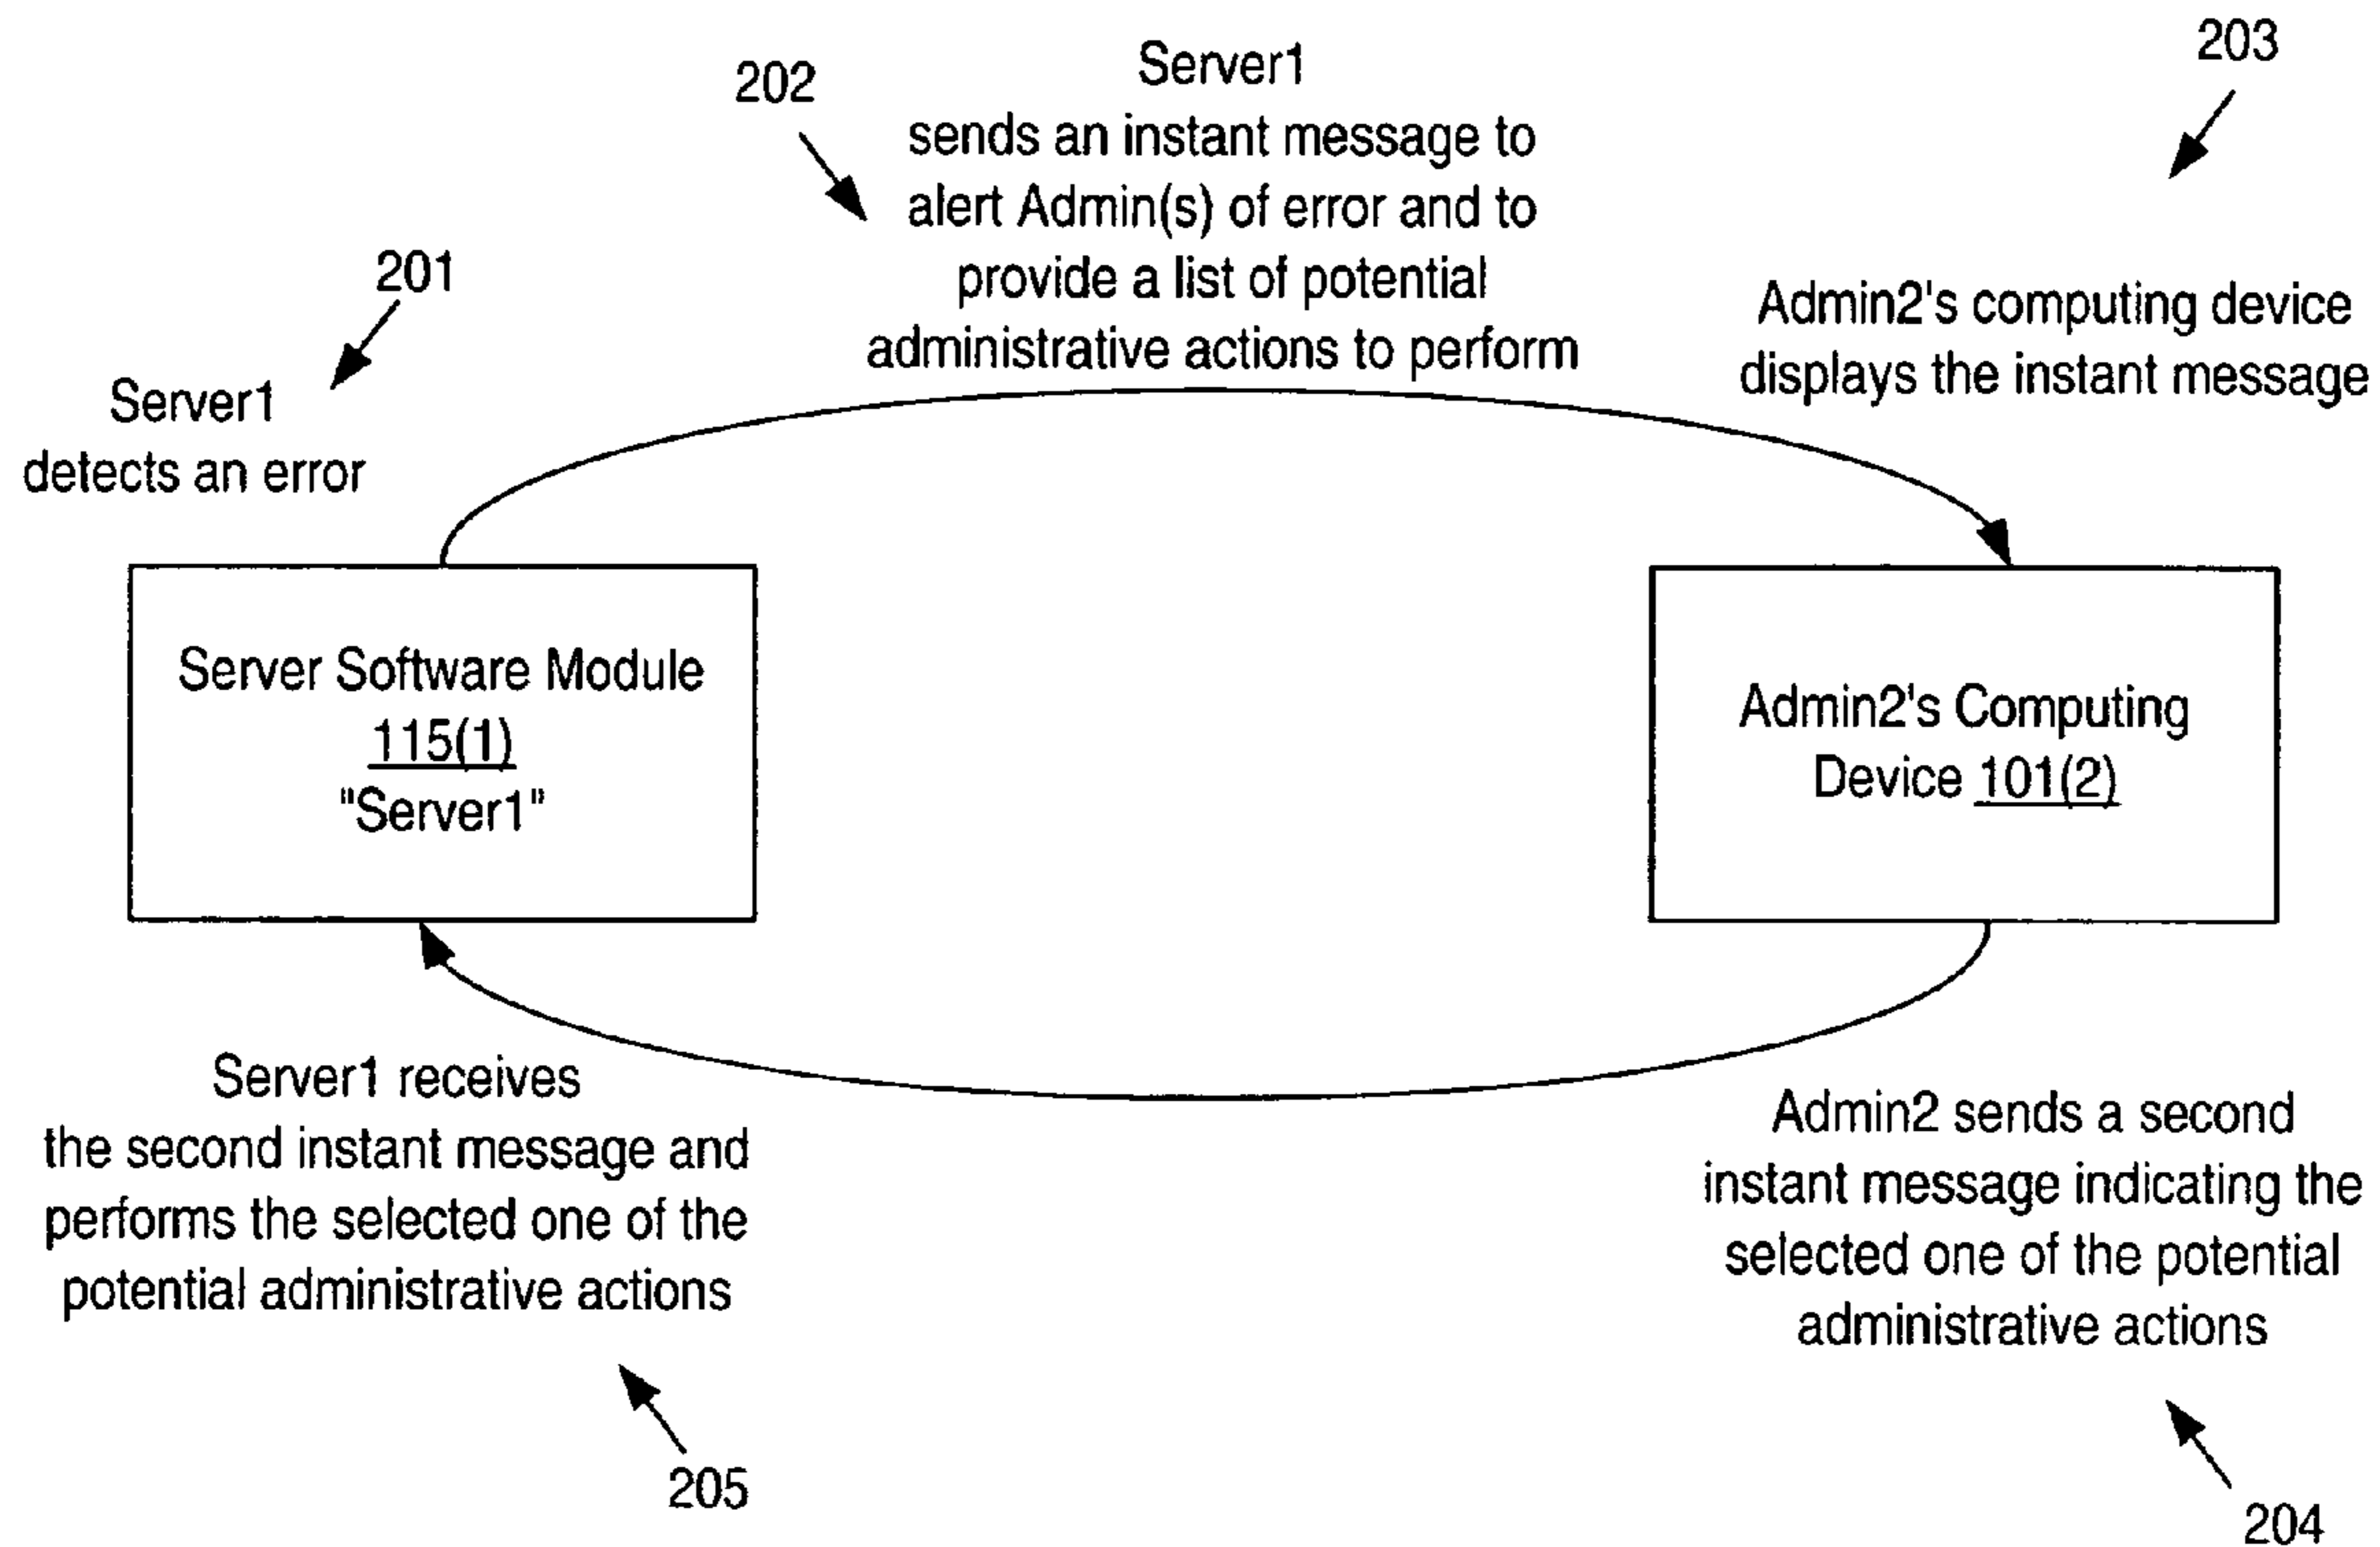 203
202
Server1
sends an instant message to
alert Admin(s) of error and to
provide a list of potential
administrative actions to perform
201
Server1
detects an error
Admin2's computing device
displays the instant message
Server Software Module
115(1)
"Server1"
Admin2's Computing
Device 101(2)
Server1 receives
the second instant message and
performs the selected one of the
potential administrative actions
205
Admin2 sends a second
instant message indicating the
selected one of the potential
administrative actions
204